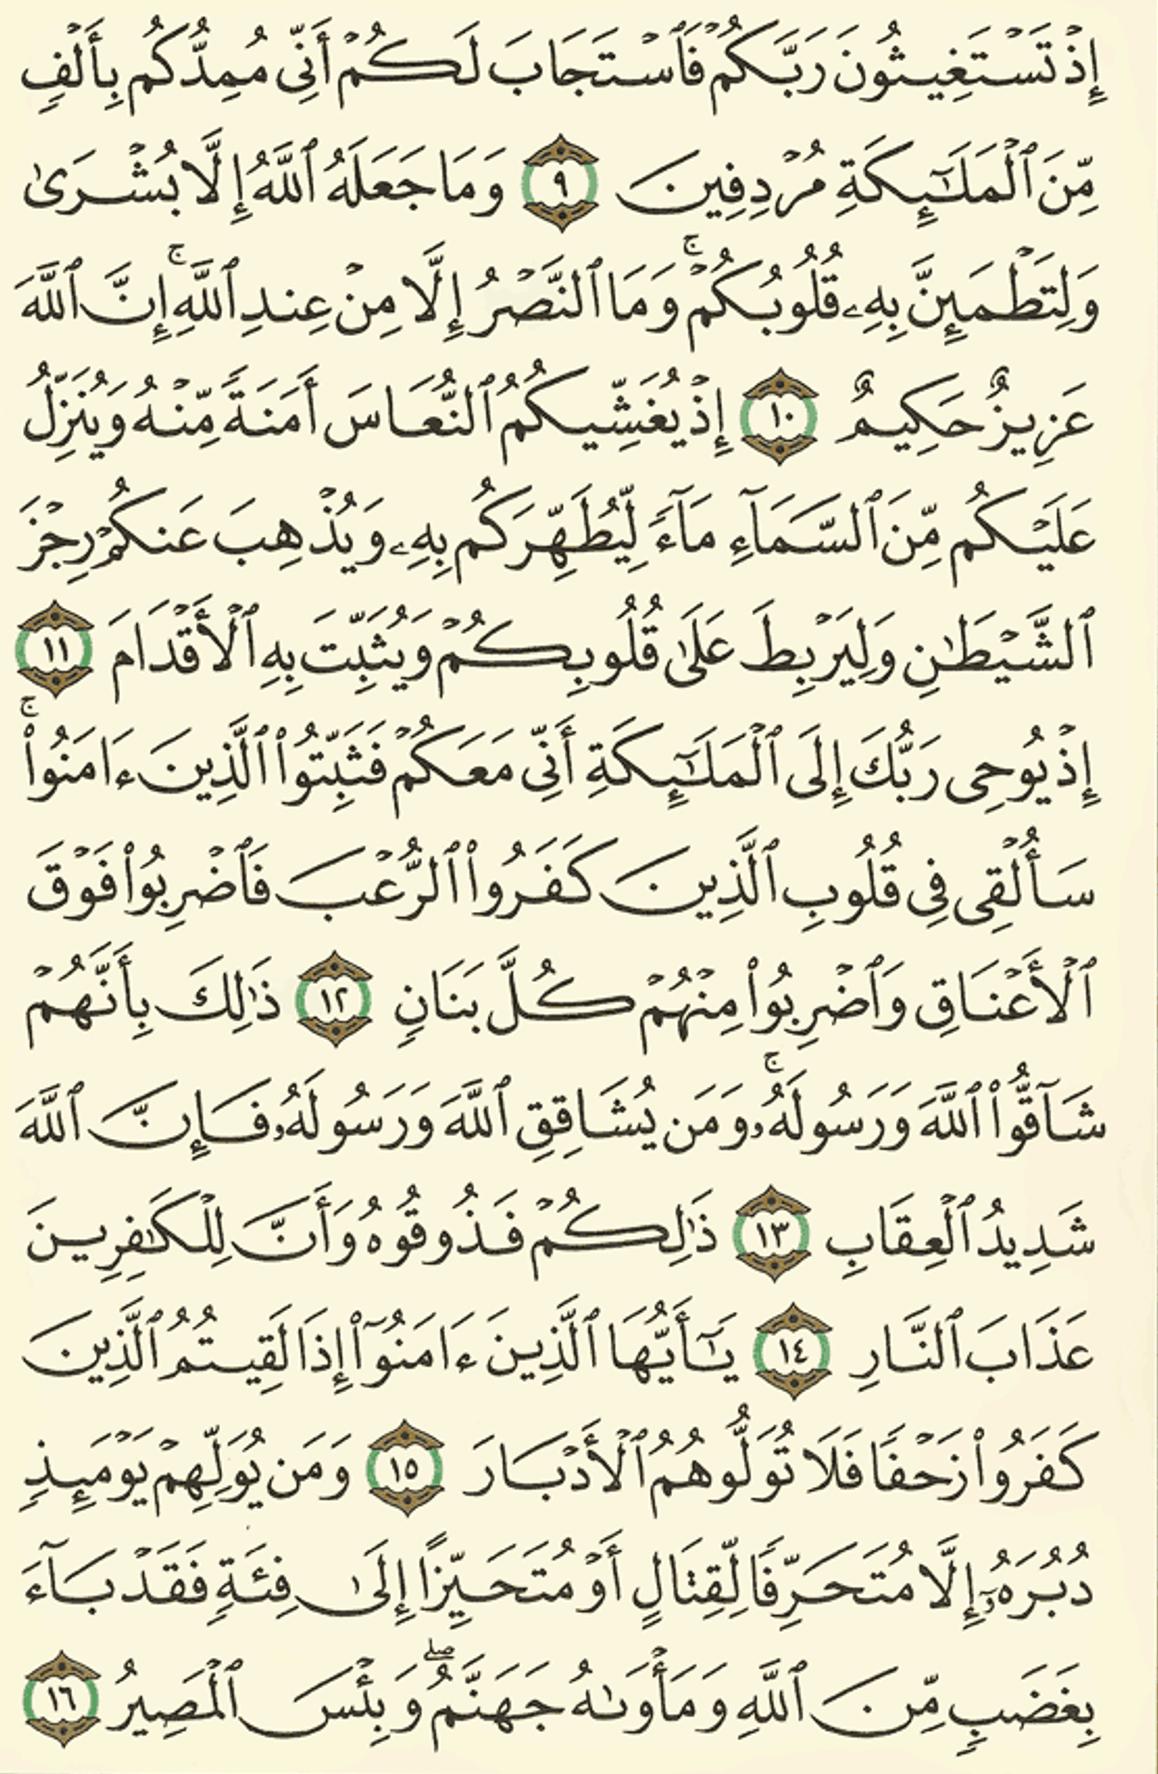 إِذْ تَسْتَغِيثُونَ رَبَّكُمْ فَٱسْتَجَابَ لَكُمْ أَنِّى مُمِدُّكُم بِأَلْفٍ
مِّنَ ٱلْمَلَـٰٓئِكَةِ مُرْدِفِينَ ٩ وَمَا جَعَلَهُ ٱللَّهُ إِلَّا بُشْرَىٰ
وَلِتَطْمَئِنَّ بِهِۦ قُلُوبُكُمْ ۚ وَمَا ٱلنَّصْرُ إِلَّا مِنْ عِندِ ٱللَّهِ ۚ إِنَّ ٱللَّهَ
عَزِيزٌ حَكِيمٌ ١٠ إِذْ يُغَشِّيكُمُ ٱلنُّعَاسَ أَمَنَةً مِّنْهُ وَيُنَزِّلُ
عَلَيْكُم مِّنَ ٱلسَّمَآءِ مَآءً لِّيُطَهِّرَكُم بِهِۦ وَيُذْهِبَ عَنكُمْ رِجْزَ
ٱلشَّيْطَـٰنِ وَلِيَرْبِطَ عَلَىٰ قُلُوبِكُمْ وَيُثَبِّتَ بِهِ ٱلْأَقْدَامَ ١١
إِذْ يُوحِى رَبُّكَ إِلَى ٱلْمَلَـٰٓئِكَةِ أَنِّى مَعَكُمْ فَثَبِّتُوا۟ ٱلَّذِينَ ءَامَنُوا۟ ۚ
سَأُلْقِى فِى قُلُوبِ ٱلَّذِينَ كَفَرُوا۟ ٱلرُّعْبَ فَٱضْرِبُوا۟ فَوْقَ
ٱلْأَعْنَاقِ وَٱضْرِبُوا۟ مِنْهُمْ كُلَّ بَنَانٍ ١٢ ذَٰلِكَ بِأَنَّهُمْ
شَآقُّوا۟ ٱللَّهَ وَرَسُولَهُۥ ۚ وَمَن يُشَاقِقِ ٱللَّهَ وَرَسُولَهُۥ فَإِنَّ ٱللَّهَ
شَدِيدُ ٱلْعِقَابِ ١٣ ذَٰلِكُمْ فَذُوقُوهُ وَأَنَّ لِلْكَـٰفِرِينَ
عَذَابَ ٱلنَّارِ ١٤ يَـٰٓأَيُّهَا ٱلَّذِينَ ءَامَنُوٓا۟ إِذَا لَقِيتُمُ ٱلَّذِينَ
كَفَرُوا۟ زَحْفًا فَلَا تُوَلُّوهُمُ ٱلْأَدْبَارَ ١٥ وَمَن يُوَلِّهِمْ يَوْمَئِذٍ
دُبُرَهُۥٓ إِلَّا مُتَحَرِّفًا لِّقِتَالٍ أَوْ مُتَحَيِّزًا إِلَىٰ فِئَةٍ فَقَدْ بَآءَ
بِغَضَبٍ مِّنَ ٱللَّهِ وَمَأْوَىٰهُ جَهَنَّمُ ۖ وَبِئْسَ ٱلْمَصِيرُ ١٦